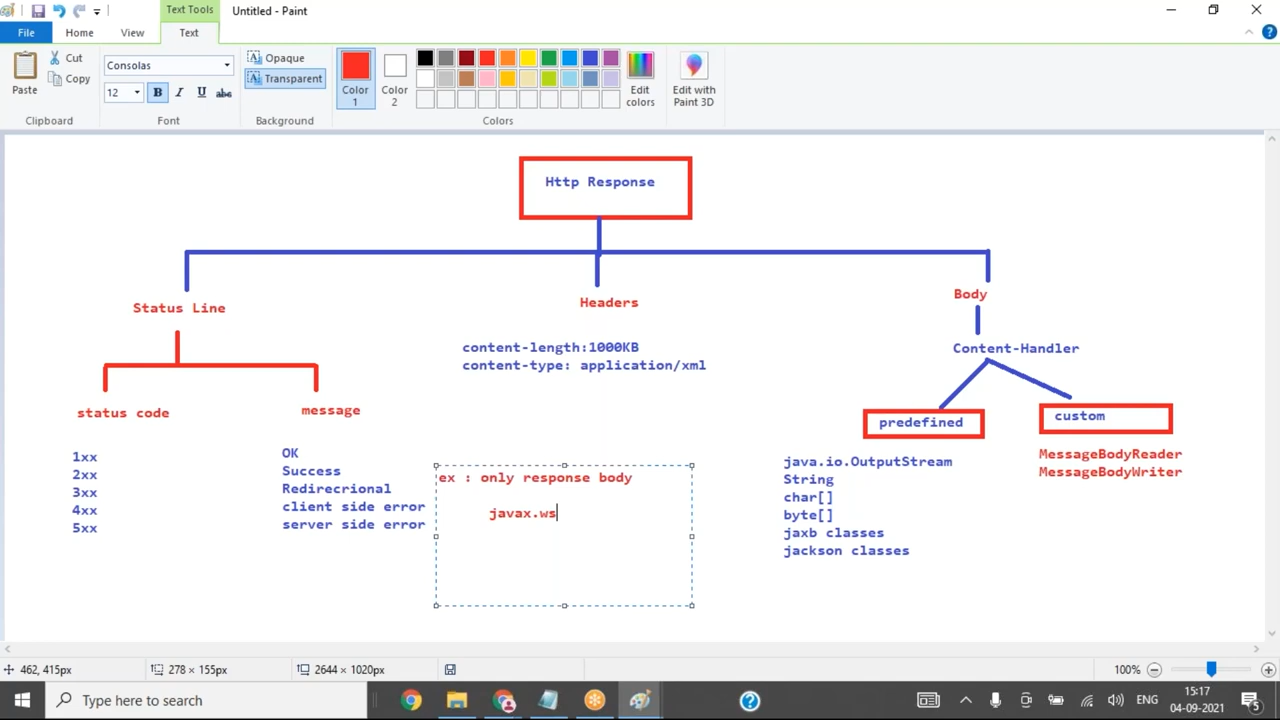 Text Tools
Untitled - Paint
File
Home
View
Text
Paste
Cut
Copy
Clipboard
Consolas
12
B
I
U
abc
Font
Opaque
Transparent
Background
Color 1
Color 2
Edit colors
Colors
Edit with Paint 3D
Http Response
Status Line
Headers
Body
content-length:1000KB
content-type: application/xml
Content-Handler
status code
message
predefined
custom
1xx
2xx
3xx
4xx
5xx
OK
Success
Redirecrional
client side error
server side error
ex : only response body
javax.ws
java.io.OutputStream
String
char[]
byte[]
jaxb classes
jackson classes
MessageBodyReader
MessageBodyWriter
462, 415px
278 × 155px
2644 × 1020px
100%
Type here to search
ENG
15:17
04-09-2021
5